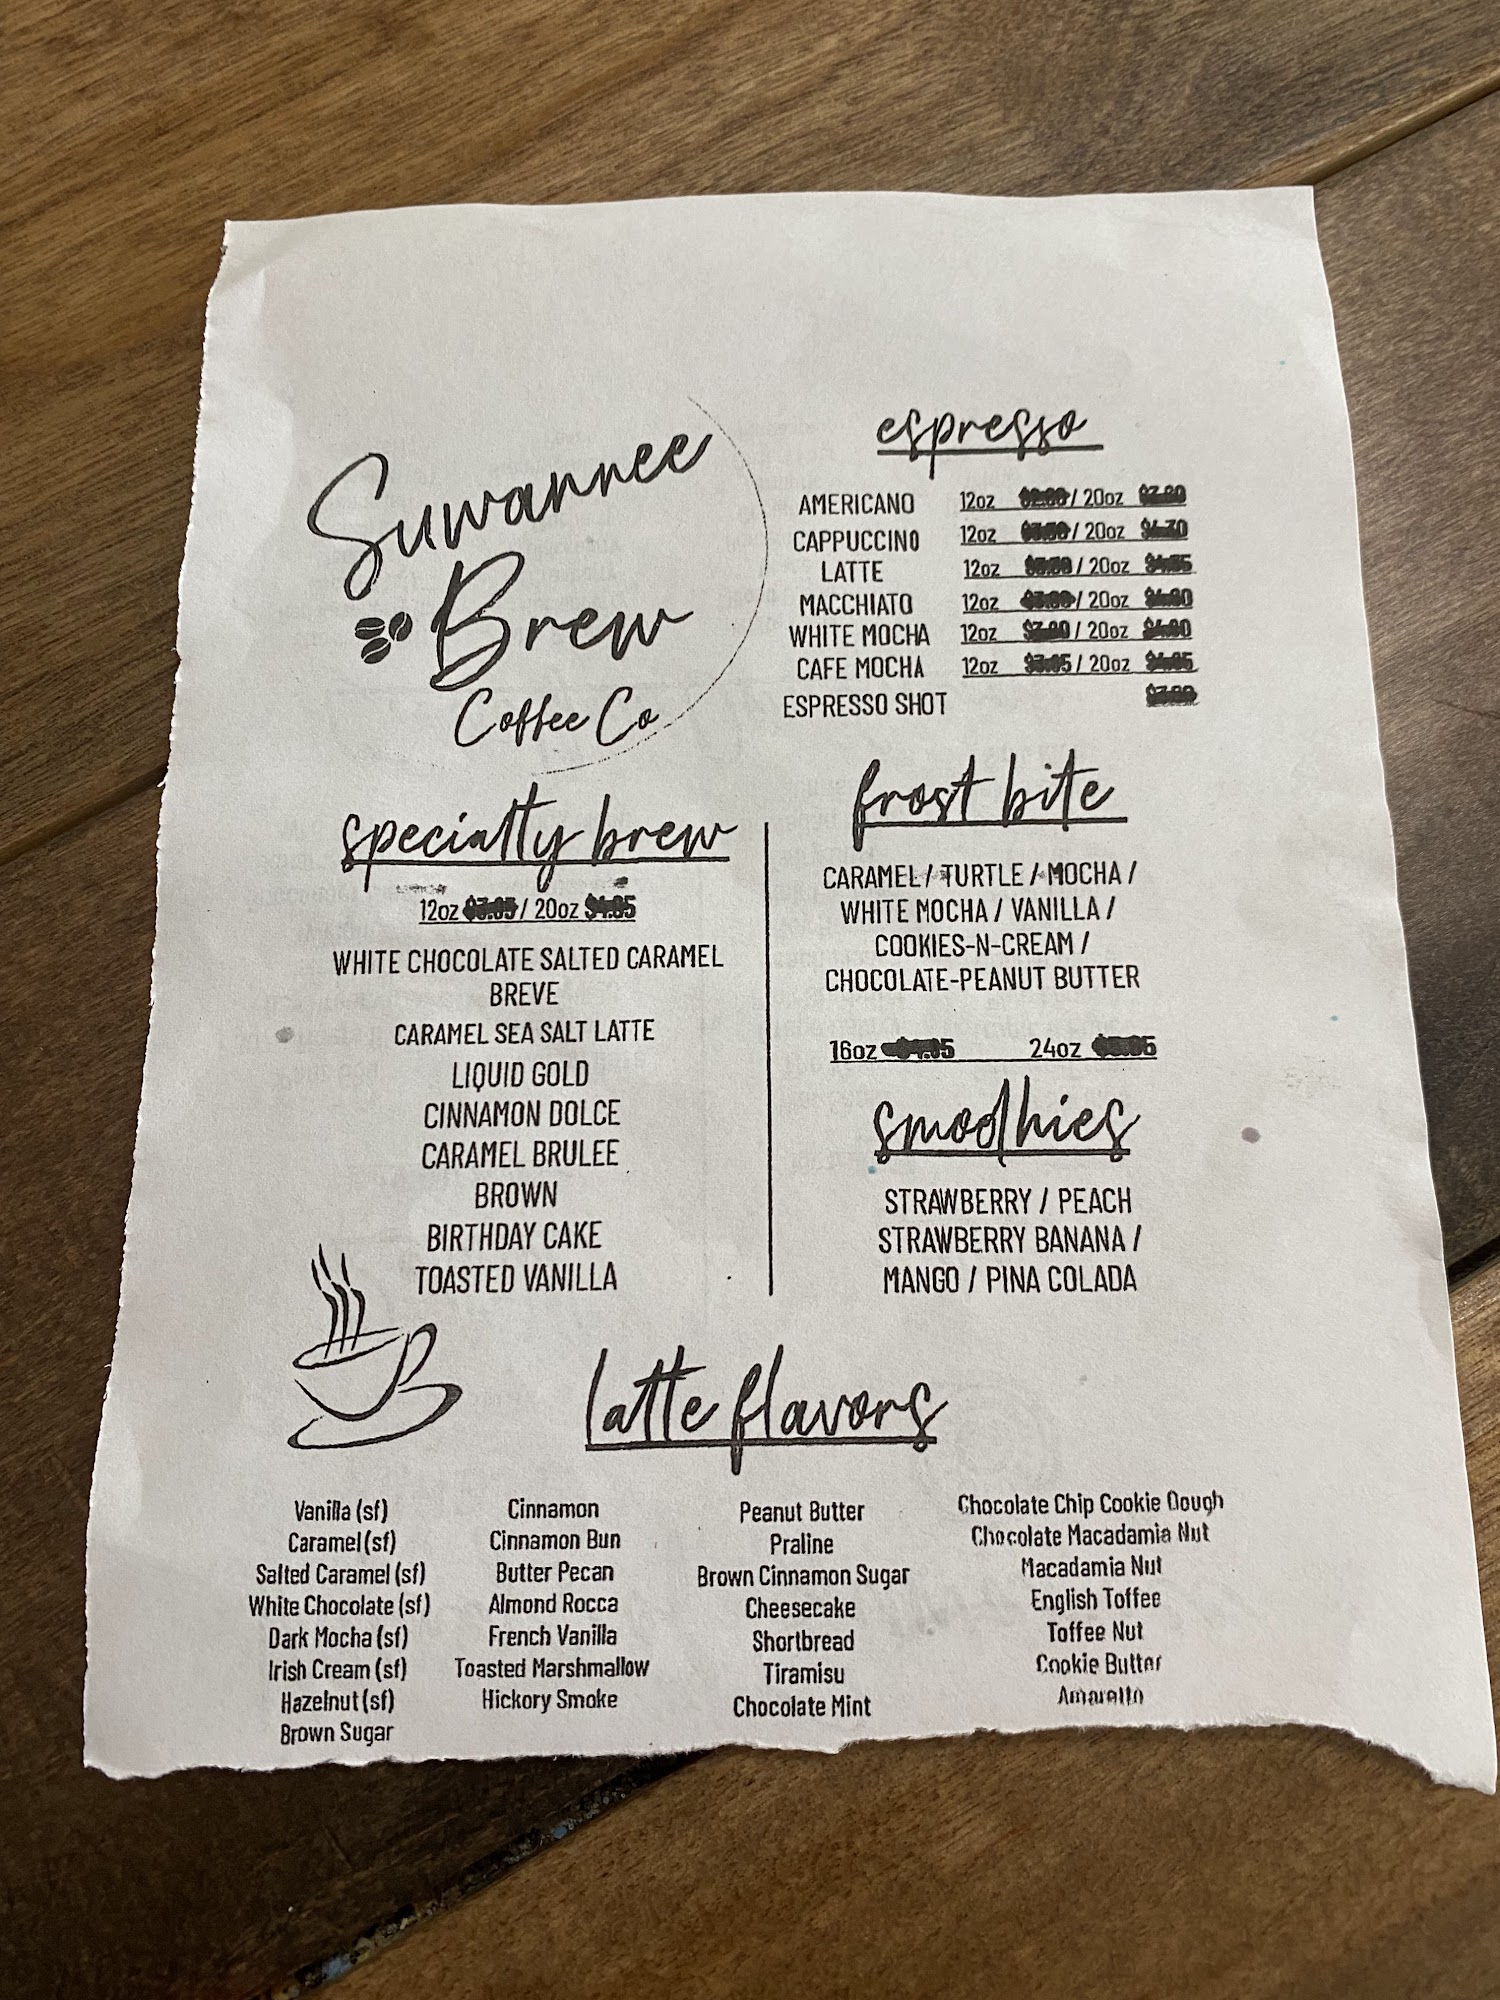 Suwannee
Brew
Coffee Co
espresso
AMERICANO 12oz / 20oz
CAPPUCCINO 12oz / 20oz
LATTE 12oz / 20oz
MACCHIATO 12oz / 20oz
WHITE MOCHA 12oz / 20oz
CAFE MOCHA 12oz / 20oz
ESPRESSO SHOT
specialty brew
12oz / 20oz
WHITE CHOCOLATE SALTED CARAMEL
BREVE
CARAMEL SEA SALT LATTE
LIQUID GOLD
CINNAMON DOLCE
CARAMEL BRULEE
BROWN
BIRTHDAY CAKE
TOASTED VANILLA
frost bite
CARAMEL / TURTLE / MOCHA /
WHITE MOCHA / VANILLA /
COOKIES-N-CREAM /
CHOCOLATE-PEANUT BUTTER
16oz 24oz
smoothies
STRAWBERRY / PEACH
STRAWBERRY BANANA /
MANGO / PINA COLADA
latte flavors
Vanilla (sf)
Caramel (sf)
Salted Caramel (sf)
White Chocolate (sf)
Dark Mocha (sf)
Irish Cream (sf)
Hazelnut (sf)
Brown Sugar
Cinnamon
Cinnamon Bun
Butter Pecan
Almond Rocca
French Vanilla
Toasted Marshmallow
Hickory Smoke
Peanut Butter
Praline
Brown Cinnamon Sugar
Cheesecake
Shortbread
Tiramisu
Chocolate Mint
Chocolate Chip Cookie Dough
Chocolate Macadamia Nut
Macadamia Nut
English Toffee
Toffee Nut
Cookie Butter
Amaretto